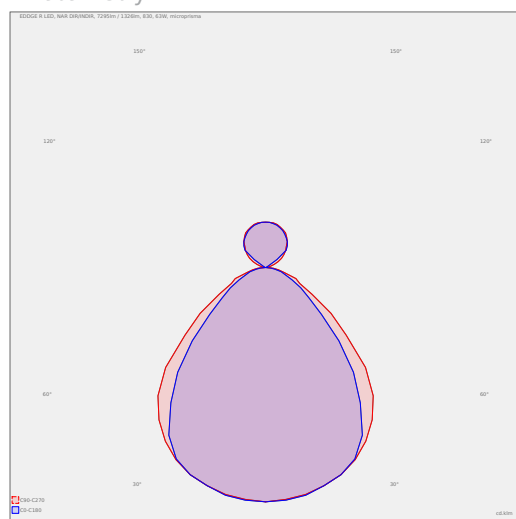 EDDGE R LED, NAR DIR/INDIR, 7295lm / 1326lm, 830, 63W, microprisma
150° 150°
120° 120°
60° 60°
30° 30°
C90-C270
C0-C180
cd/klm